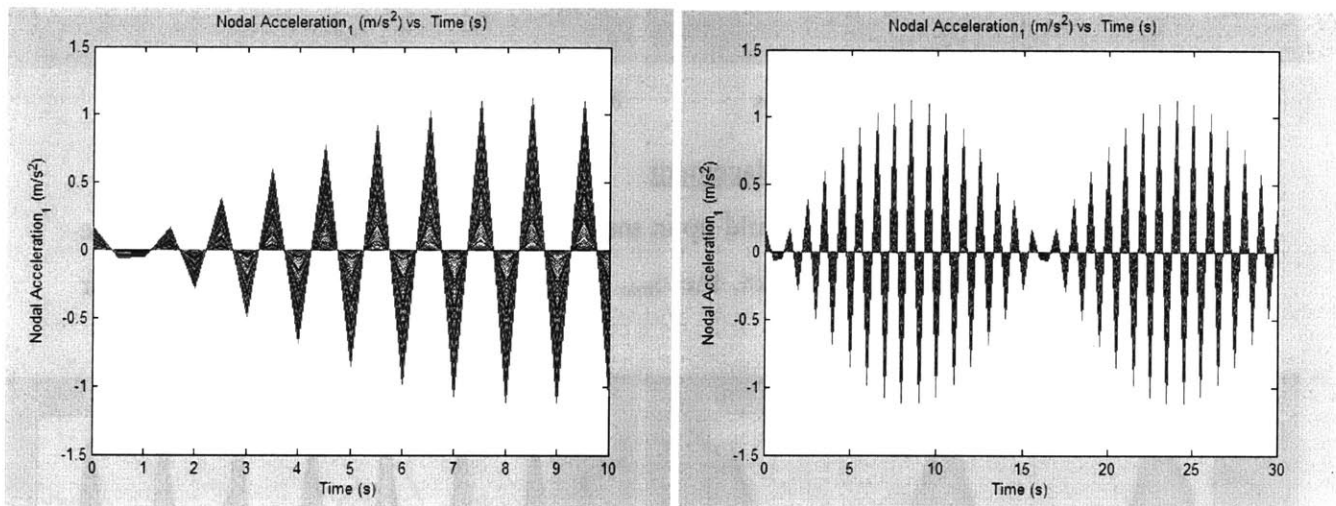 Nodal Acceleration₁ (m/s²) vs. Time (s)
1.5
1
0.5
0
-0.5
-1
-1.5
Nodal Acceleration₁ (m/s²)
0 1 2 3 4 5 6 7 8 9 10
Time (s)
Nodal Acceleration₁ (m/s²) vs. Time (s)
1.5
1
0.5
0
-0.5
-1
-1.5
Nodal Acceleration₁ (m/s²)
0 5 10 15 20 25 30
Time (s)